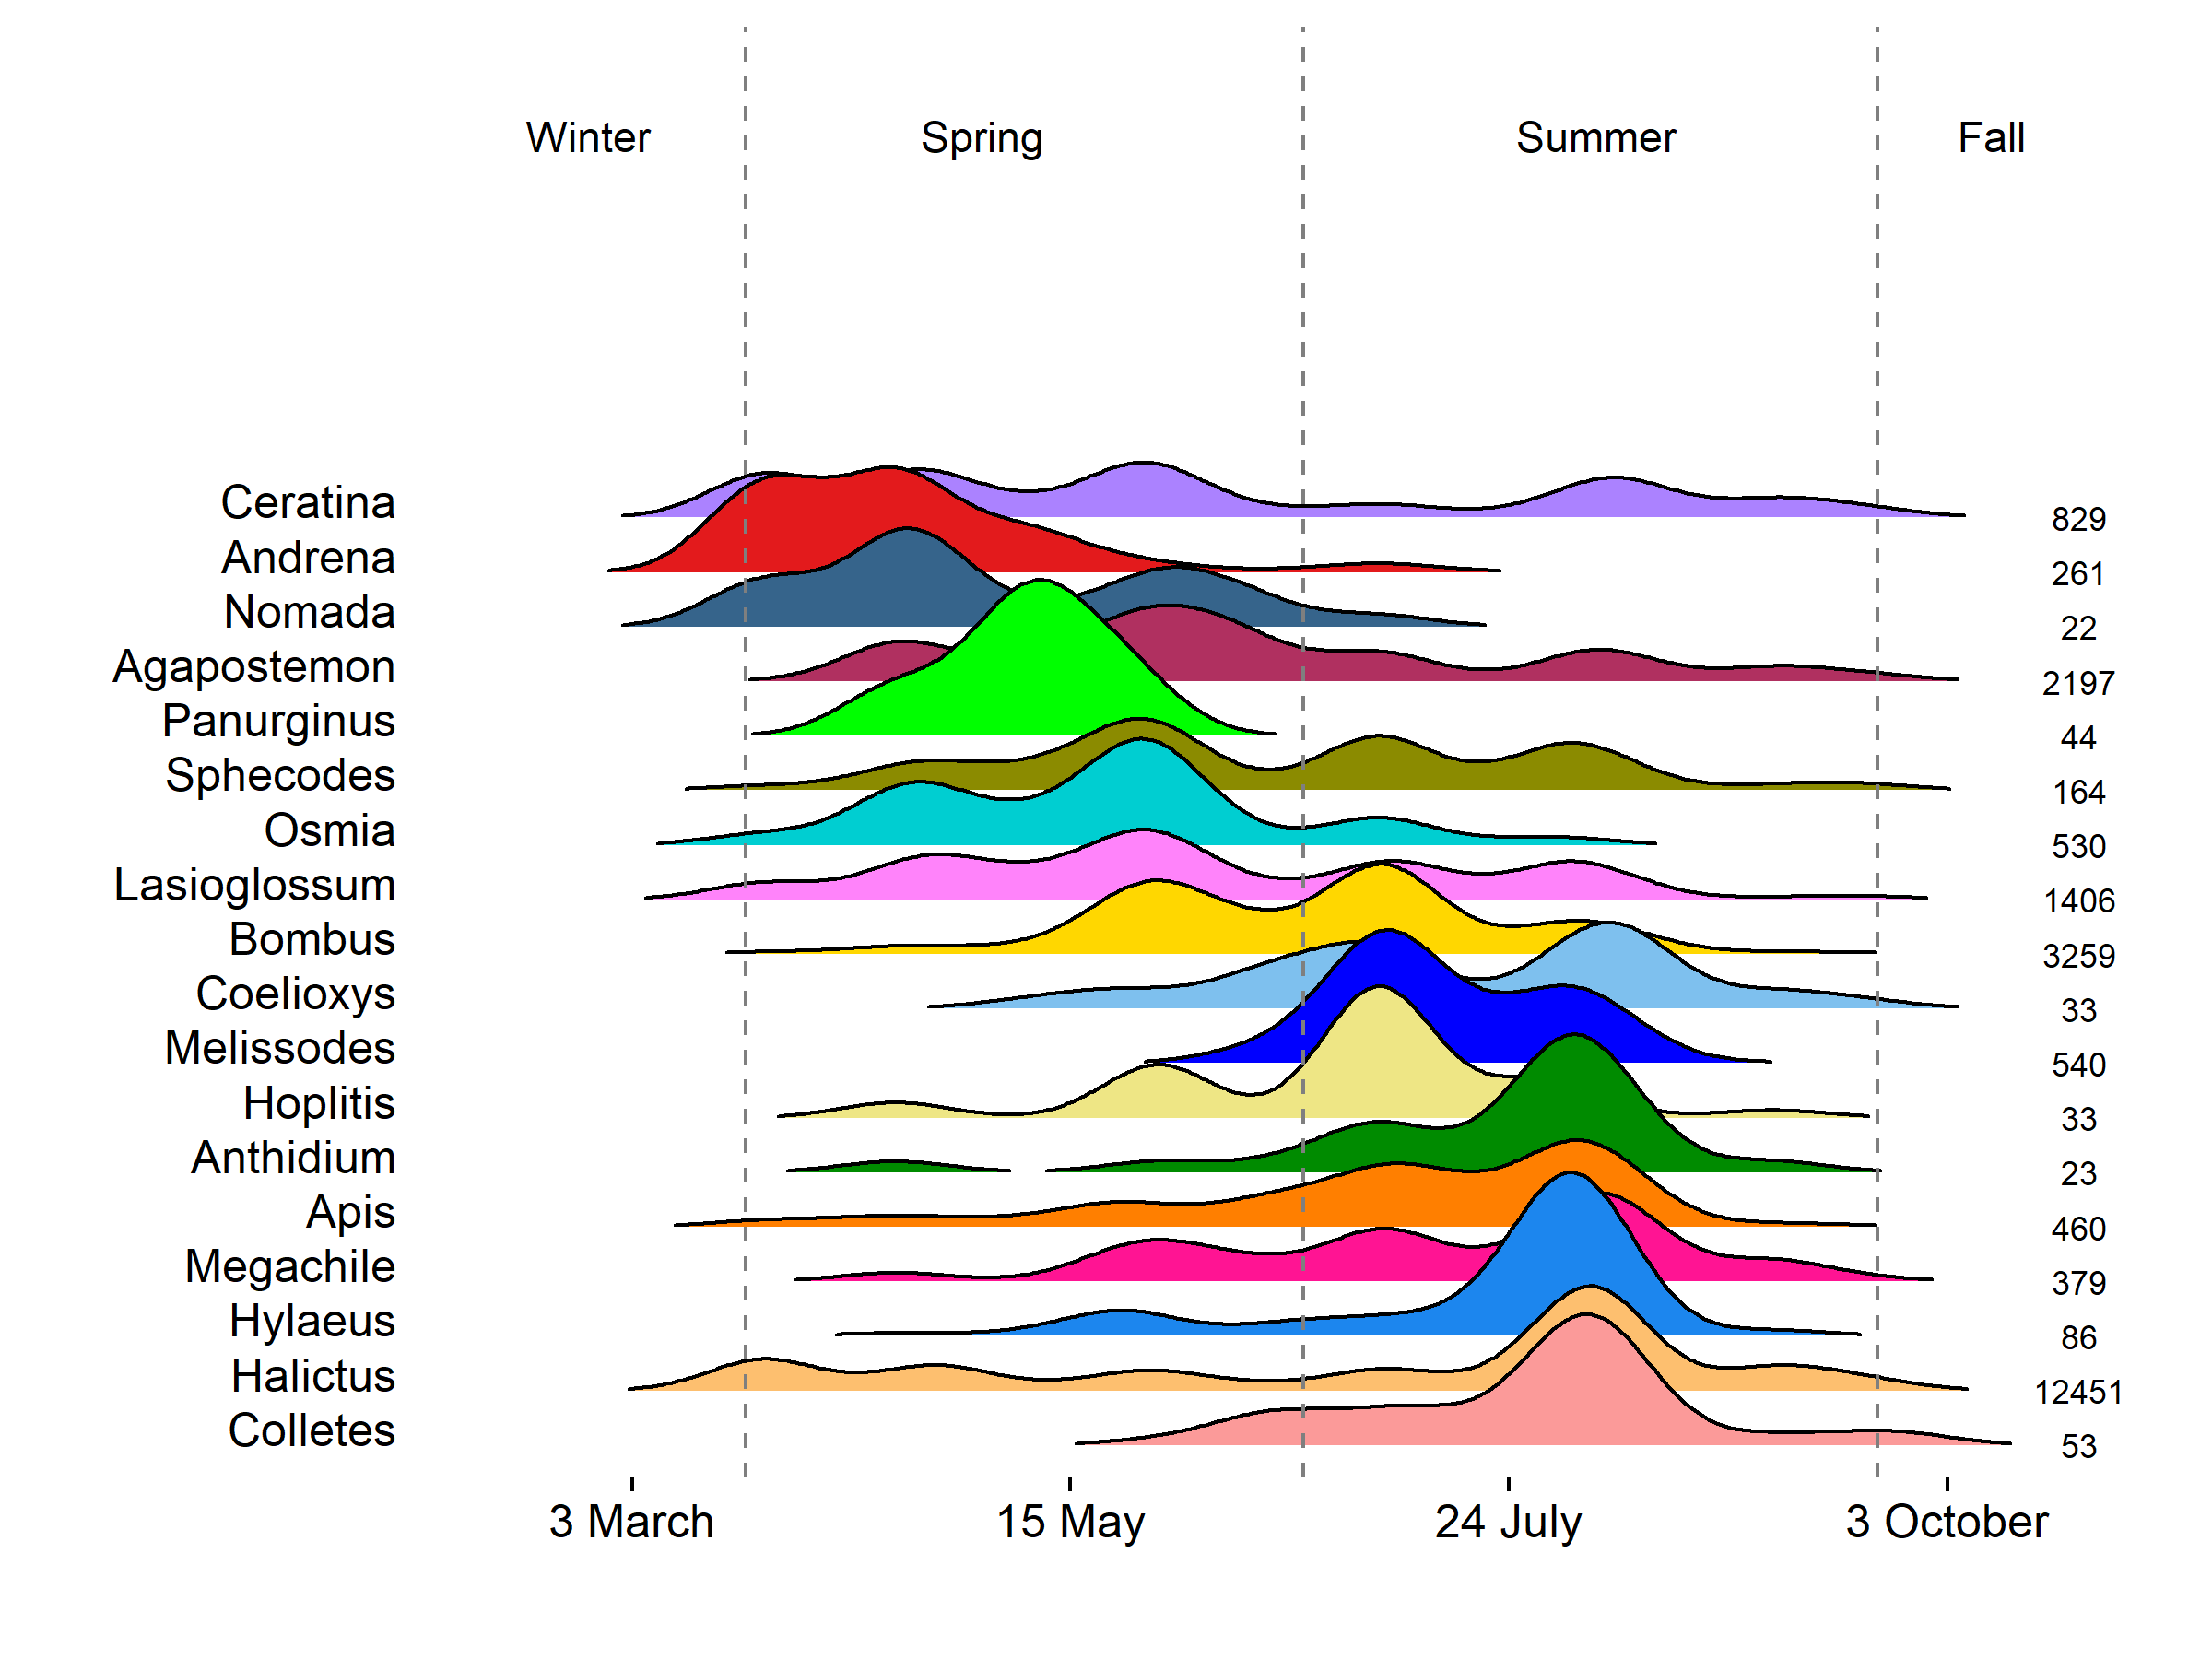 Winter Spring Summer Fall
Ceratina 829
Andrena 261
Nomada 22
Agapostemon 2197
Panurginus 44
Sphecodes 164
Osmia 530
Lasioglossum 1406
Bombus 3259
Coelioxys 33
Melissodes 540
Hoplitis 33
Anthidium 23
Apis 460
Megachile 379
Hylaeus 86
Halictus 12451
Colletes 53
3 March 15 May 24 July 3 October